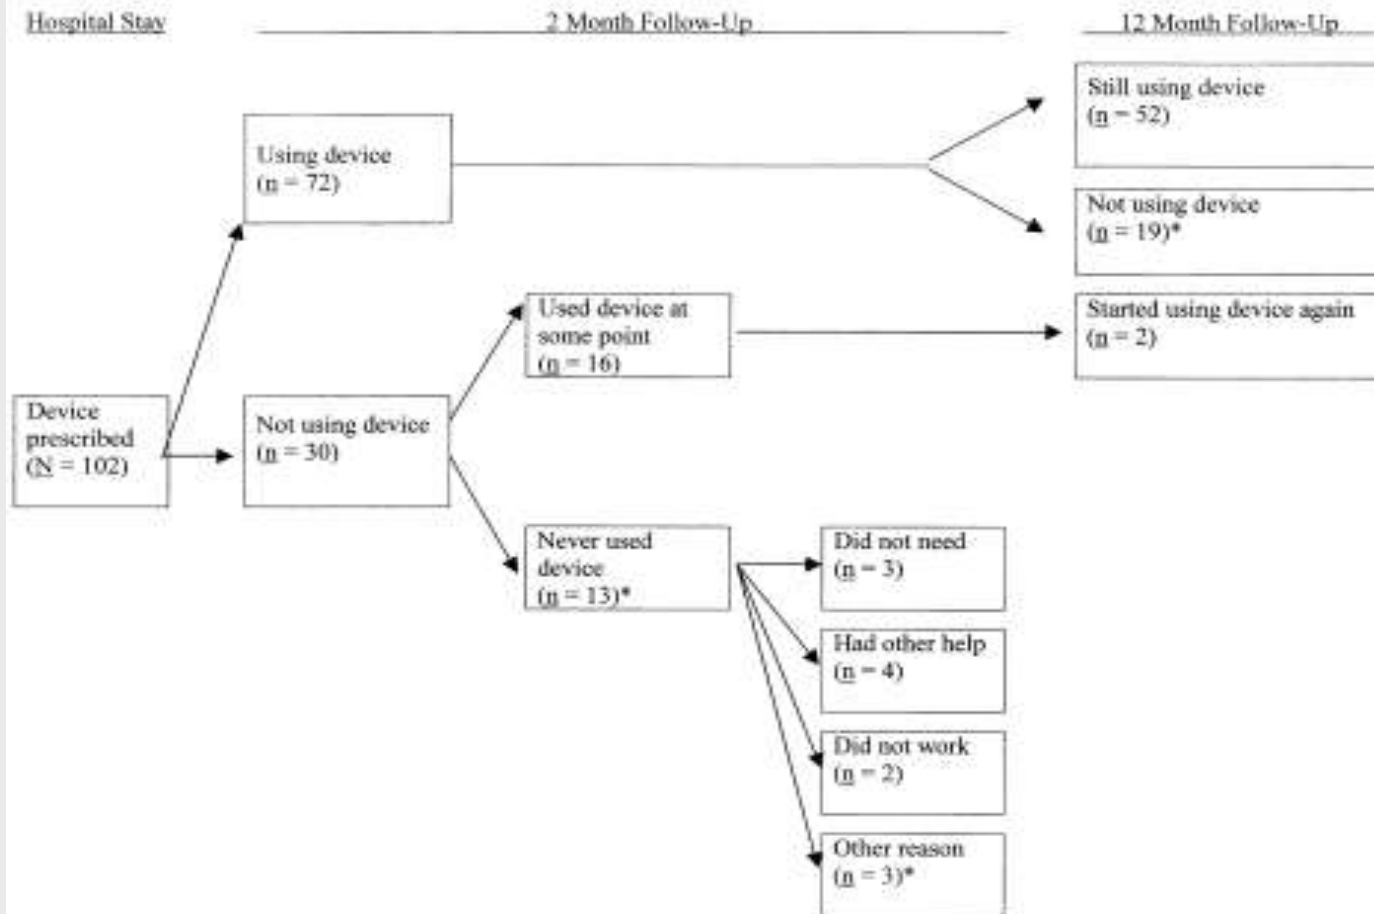 Hospital Stay
2 Month Follow-Up
12 Month Follow-Up
Still using device
(n = 52)
Using device
(n = 72)
Not using device
(n = 19)*
Used device at
some point
(n = 16)
Started using device again
(n = 2)
Device
prescribed
(N = 102)
Not using device
(n = 30)
Never used
device
(n = 13)*
Did not need
(n = 3)
Had other help
(n = 4)
Did not work
(n = 2)
Other reason
(n = 3)*